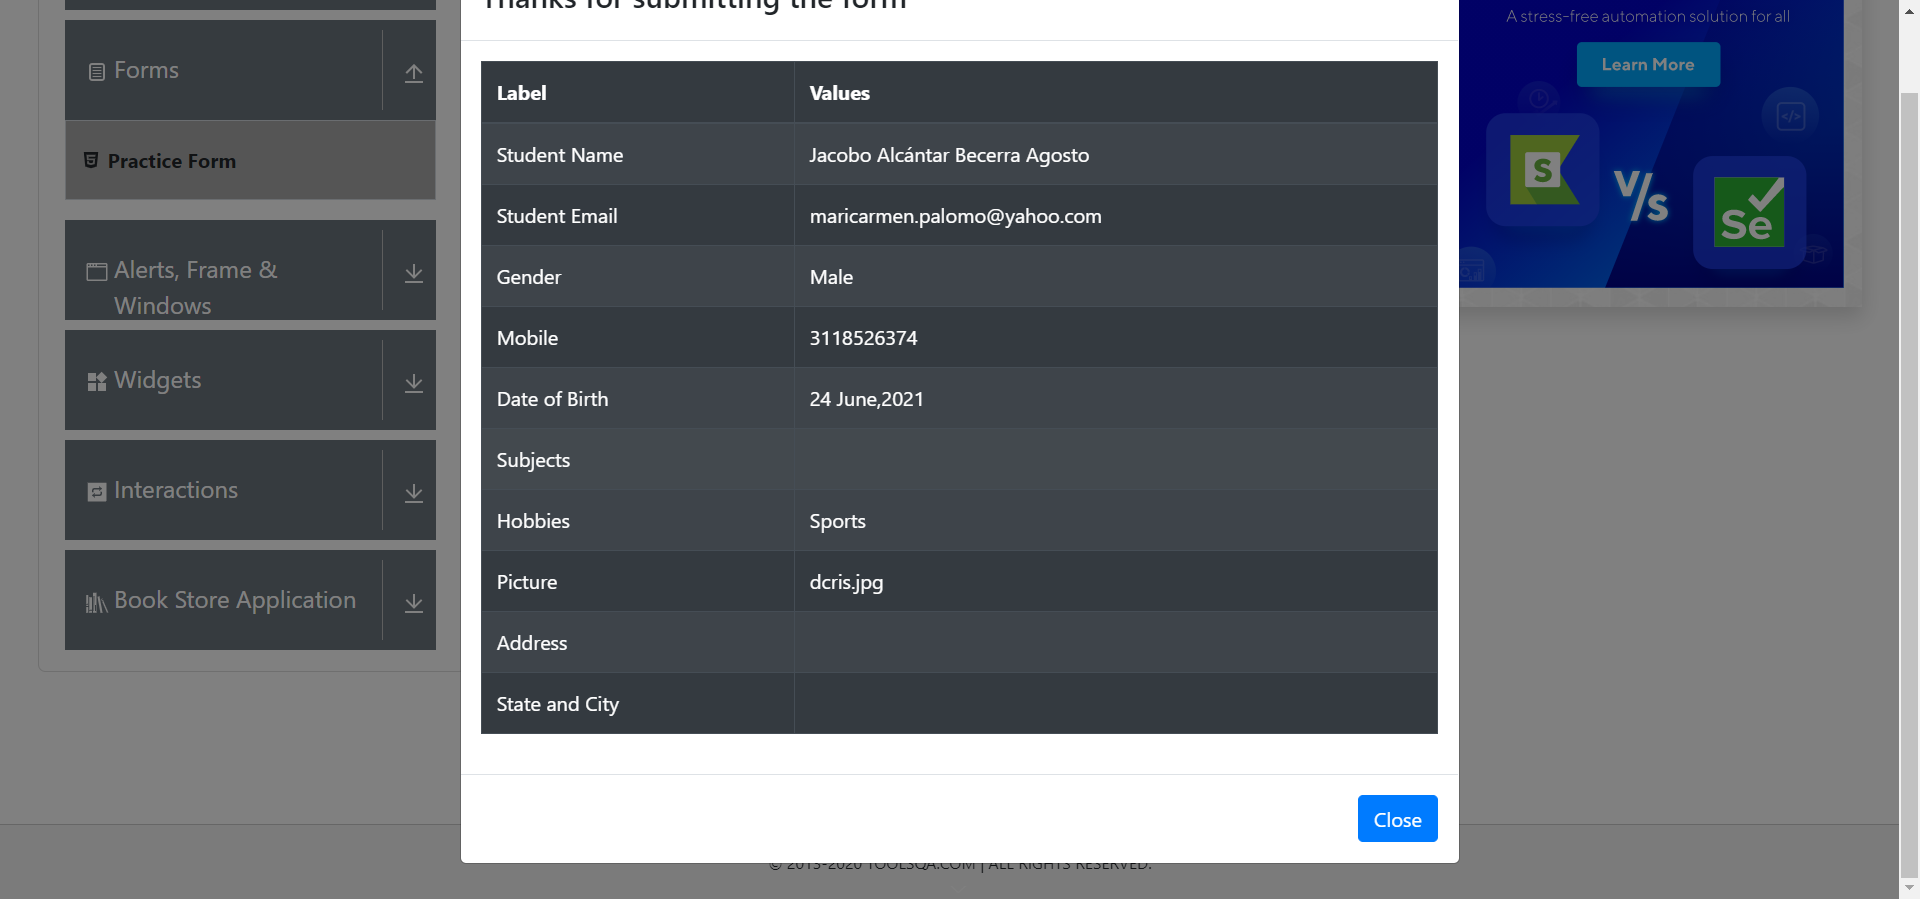 Thanks for submitting the form
Label Values
Student Name Jacobo Alcántar Becerra Agosto
Student Email maricarmen.palomo@yahoo.com
Gender Male
Mobile 3118526374
Date of Birth 24 June,2021
Subjects
Hobbies Sports
Picture dcris.jpg
Address
State and City
Close
Forms
Practice Form
Alerts, Frame &
Windows
Widgets
Interactions
Book Store Application
A stress-free automation solution for all
Learn More
S
V/s
Se
© 2013-2020 TOOLSQA.COM | ALL RIGHTS RESERVED.